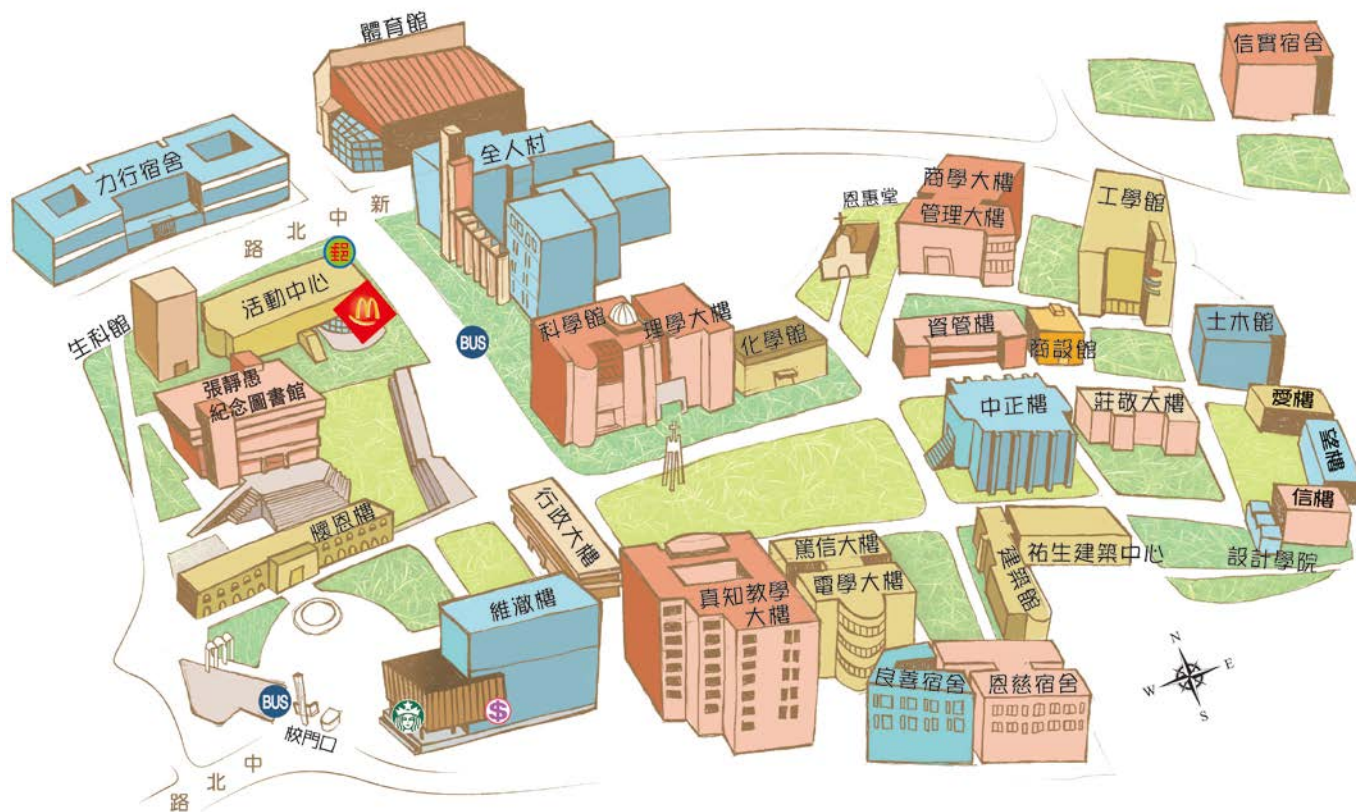 體育館
信實宿舍
力行宿舍
全人村
新中北路
郵
活動中心
M
生科館
BUS
張靜愚
紀念圖書館
科學館
理學大樓
化學館
恩惠堂
商學大樓
管理大樓
工學館
資管樓
商設館
土木館
中正樓
莊敬大樓
愛樓
望樓
信樓
設計學院
懷恩樓
行政大樓
維澈樓
真知教學
大樓
篤信大樓
電學大樓
建築館
祐生建築中心
良善宿舍
恩慈宿舍
BUS
校門口
$
中北路
N
W
E
S